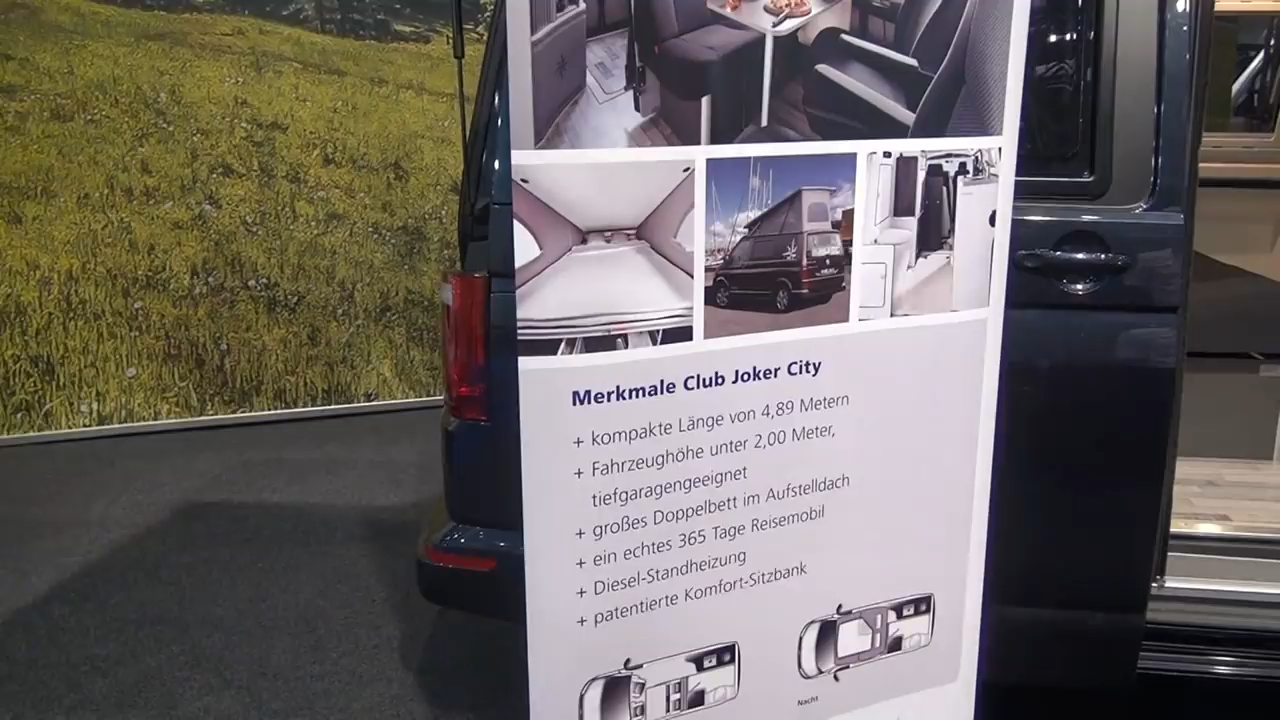 Merkmale Club Joker City
+ kompakte Länge von 4,89 Metern
+ Fahrzeughöhe unter 2,00 Meter,
tiefgaragengeeignet
+ großes Doppelbett im Aufstelldach
+ ein echtes 365 Tage Reisemobil
+ Diesel-Standheizung
+ patentierte Komfort-Sitzbank
Nacht